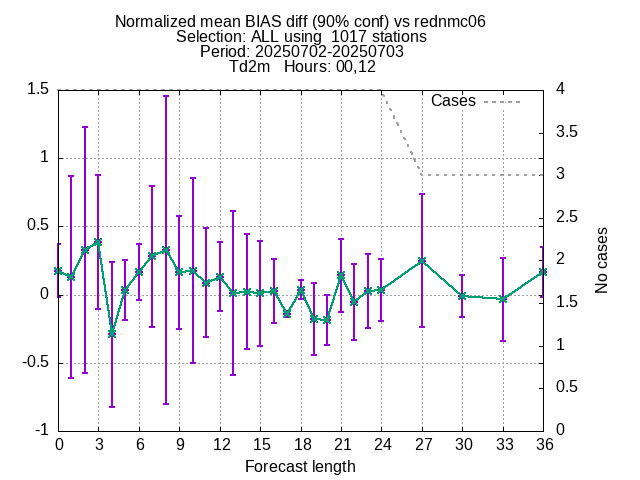 Normalized mean BIAS diff (90% conf) vs rednmc06
Selection: ALL using  1017 stations
Period: 20250702-20250703
Td2m   Hours: 00,12
1.5
1
0.5
0
-0.5
-1
Cases
4
3.5
3
2.5
2
1.5
1
0.5
0
No cases
0 3 6 9 12 15 18 21 24 27 30 33 36
Forecast length